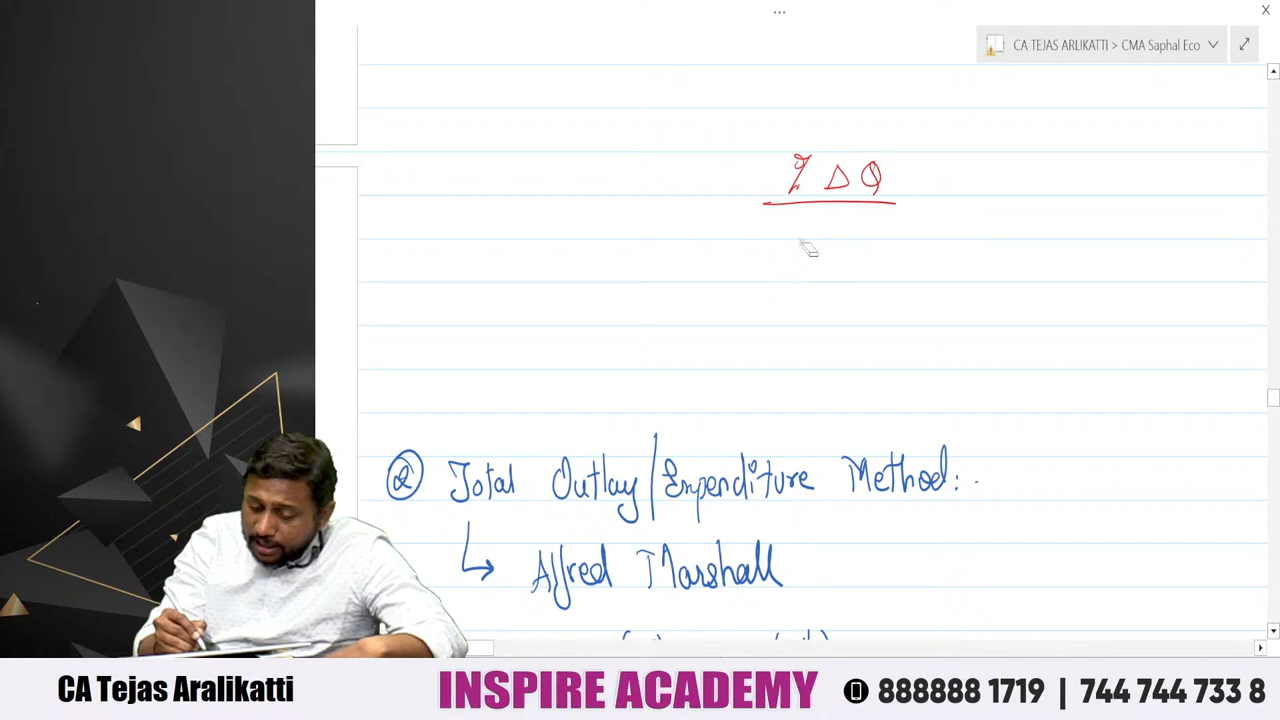 CA TEJAS ARLIKATTI > CMA Saphal Eco
% Δ Q
② Total Outlay/Expenditure Method:-
↳ Alfred Marshall
CA Tejas Aralikatti
INSPIRE ACADEMY
888888 1719 | 744 744 733 8